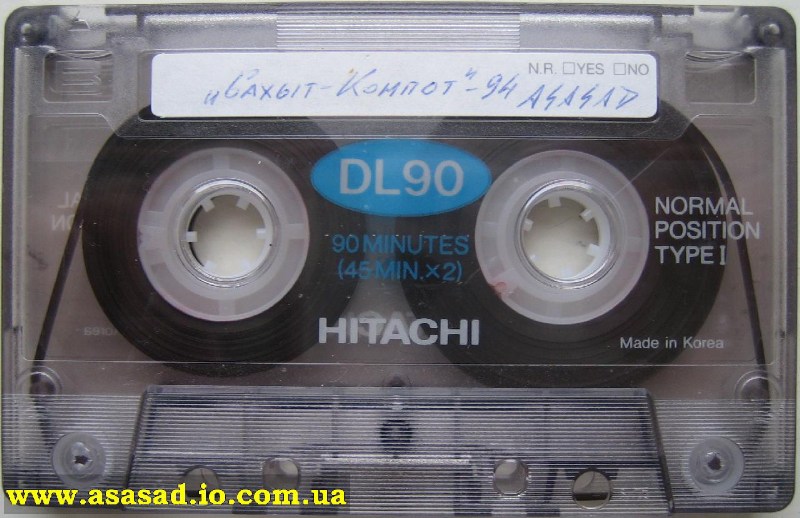 N.R. □YES □NO
„Сахыт-Компот"-94 ASASAD
DL90
90 MINUTES
(45 MIN. ×2)
NORMAL
POSITION
TYPE I
HITACHI
Made in Korea
www.asasad.io.com.ua